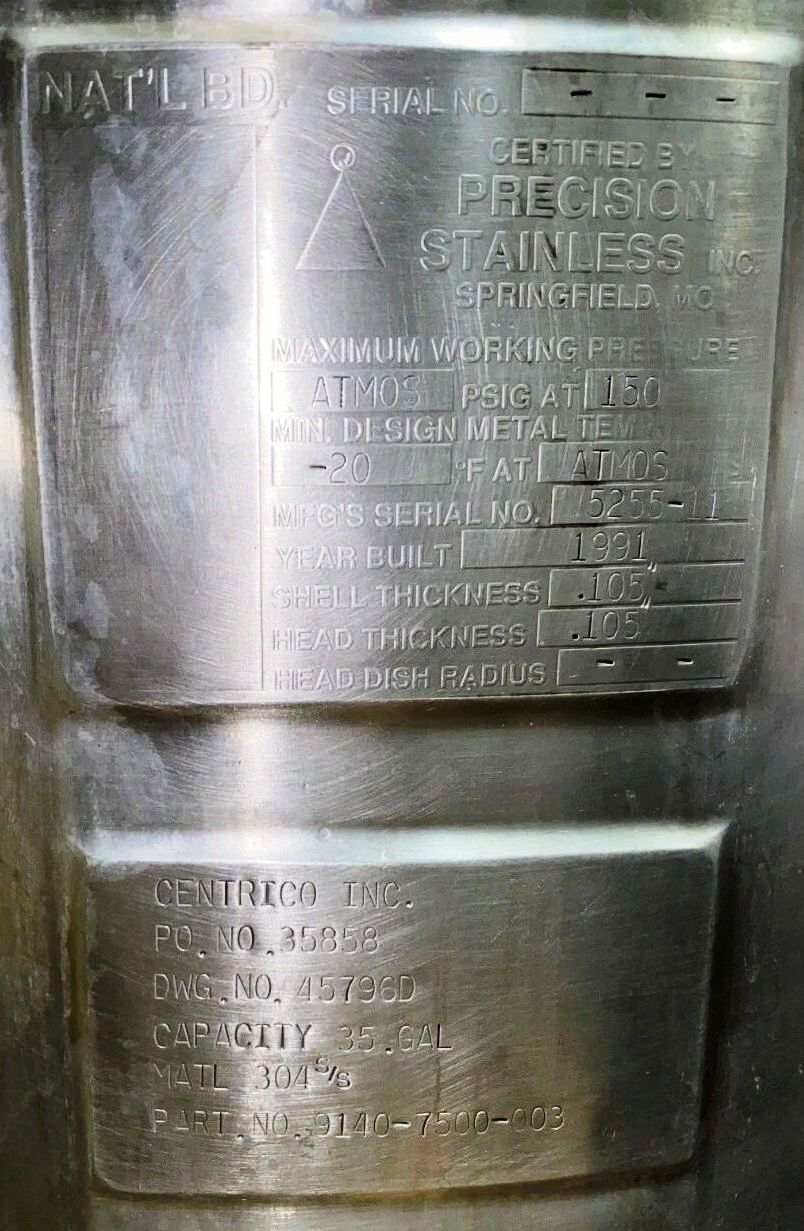 NAT'L BD. SERIAL NO. - - -
CERTIFIED BY
PRECISION
STAINLESS INC.
SPRINGFIELD, MO
MAXIMUM WORKING PRESSURE
ATMOS PSIG AT 150
MIN. DESIGN METAL TEMP.
-20 °F AT ATMOS
MFG'S SERIAL NO. 5255-11
YEAR BUILT 1991
SHELL THICKNESS .105"
HEAD THICKNESS .105"
HEAD DISH RADIUS - -
CENTRICO INC.
PO.NO.35858
DWG.NO. 45796D
CAPACITY 35.GAL
MATL 304 S/S
PART.NO.-9140-7500-003